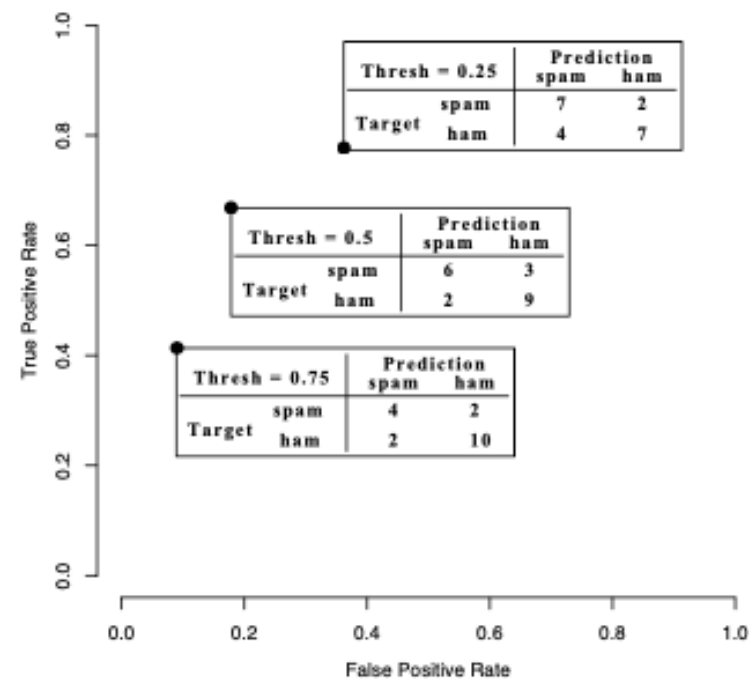 1.0
0.8
0.6
0.4
0.2
0.0
True Positive Rate
Thresh = 0.25 Prediction
spam ham
Target spam 7 2
ham 4 7
Thresh = 0.5 Prediction
spam ham
Target spam 6 3
ham 2 9
Thresh = 0.75 Prediction
spam ham
Target spam 4 2
ham 2 10
0.0 0.2 0.4 0.6 0.8 1.0
False Positive Rate